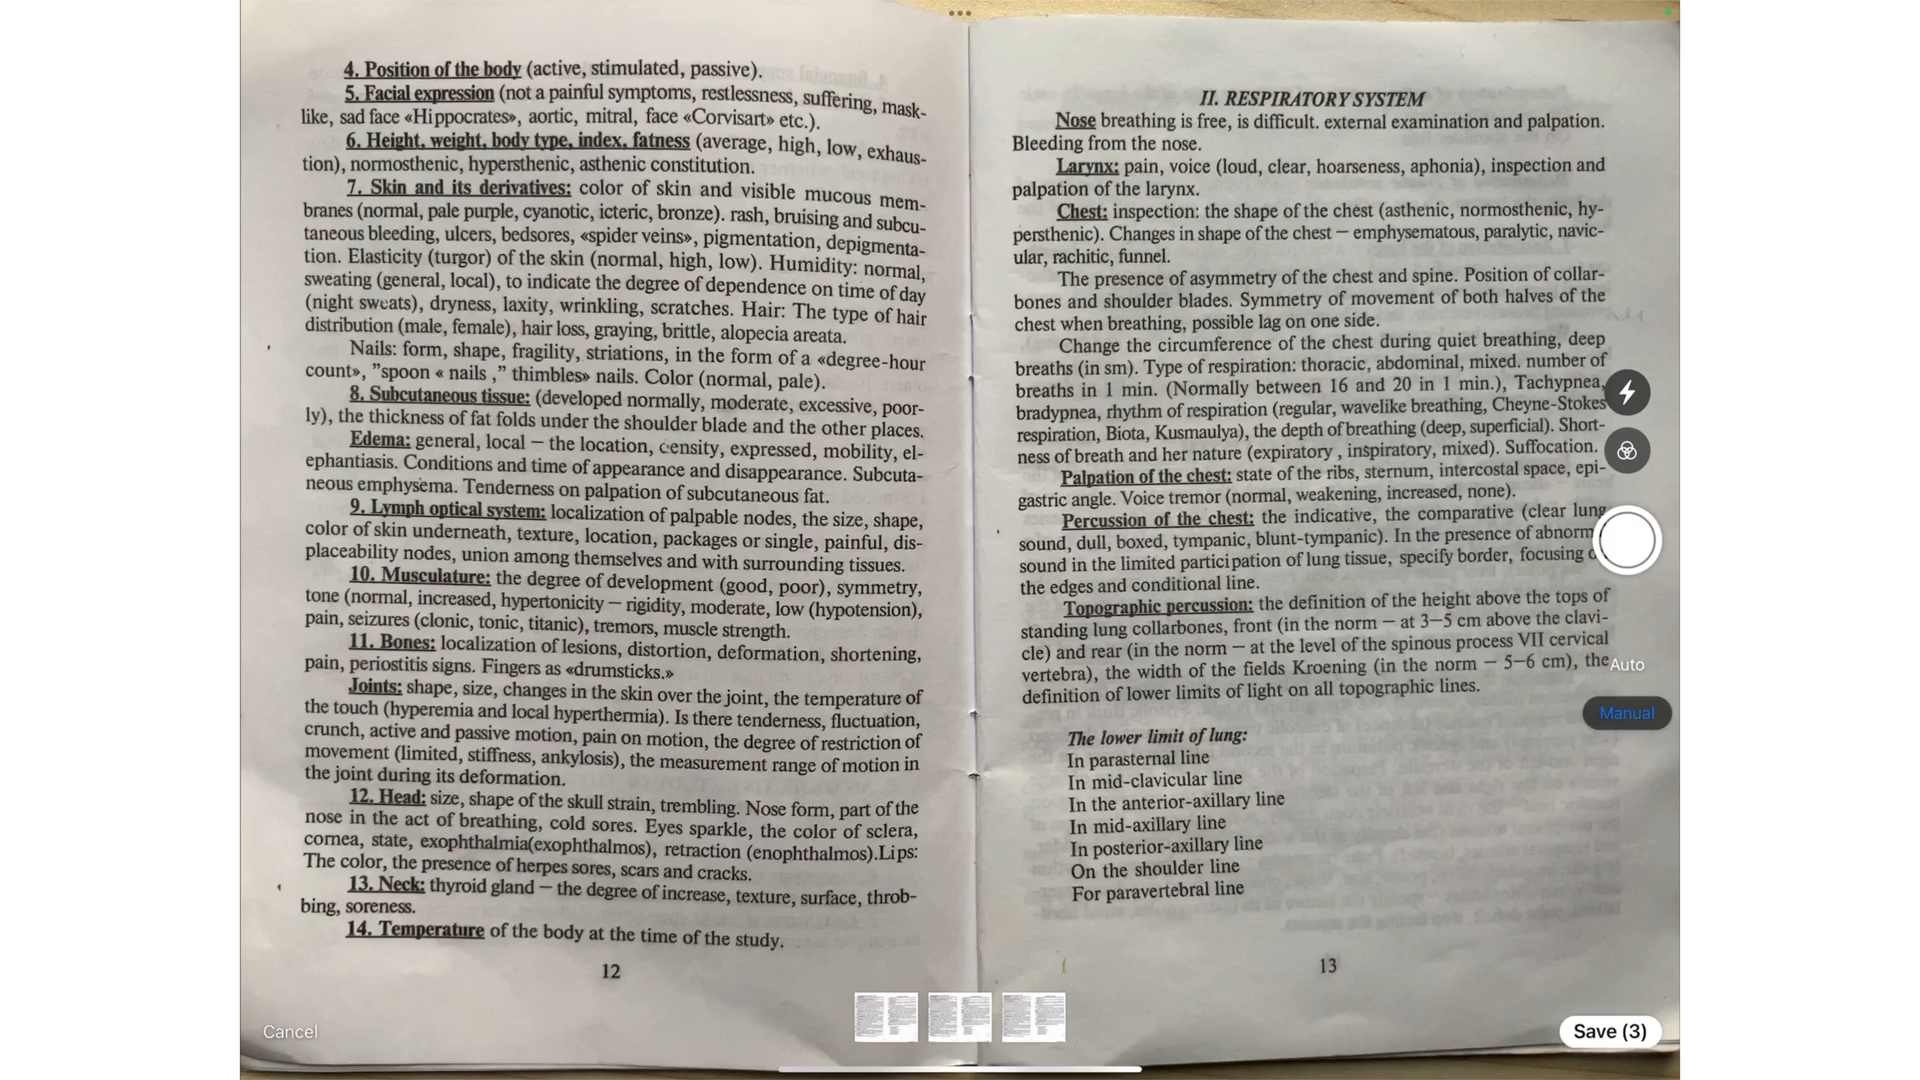 4. Position of the body (active, stimulated, passive).
5. Facial expression (not a painful symptoms, restlessness, suffering, mask-
like, sad face «Hippocrates», aortic, mitral, face «Corvisart» etc.).
6. Height, weight, body type, index, fatness (average, high, low, exhaus-
tion), normosthenic, hypersthenic, asthenic constitution.
7. Skin and its derivatives: color of skin and visible mucous mem-
branes (normal, pale purple, cyanotic, icteric, bronze). rash, bruising and subcu-
taneous bleeding, ulcers, bedsores, «spider veins», pigmentation, depigmenta-
tion. Elasticity (turgor) of the skin (normal, high, low). Humidity: normal,
sweating (general, local), to indicate the degree of dependence on time of day
(night sweats), dryness, laxity, wrinkling, scratches. Hair: The type of hair
distribution (male, female), hair loss, graying, brittle, alopecia areata.
Nails: form, shape, fragility, striations, in the form of a «degree-hour
count», ”spoon « nails ,” thimbles» nails. Color (normal, pale).
8. Subcutaneous tissue: (developed normally, moderate, excessive, poor-
ly), the thickness of fat folds under the shoulder blade and the other places.
Edema: general, local – the location, censity, expressed, mobility, el-
ephantiasis. Conditions and time of appearance and disappearance. Subcuta-
neous emphysema. Tenderness on palpation of subcutaneous fat.
9. Lymph optical system: localization of palpable nodes, the size, shape,
color of skin underneath, texture, location, packages or single, painful, dis-
placeability nodes, union among themselves and with surrounding tissues.
10. Musculature: the degree of development (good, poor), symmetry,
tone (normal, increased, hypertonicity – rigidity, moderate, low (hypotension),
pain, seizures (clonic, tonic, titanic), tremors, muscle strength.
11. Bones: localization of lesions, distortion, deformation, shortening,
pain, periostitis signs. Fingers as «drumsticks.»
Joints: shape, size, changes in the skin over the joint, the temperature of
the touch (hyperemia and local hyperthermia). Is there tenderness, fluctuation,
crunch, active and passive motion, pain on motion, the degree of restriction of
movement (limited, stiffness, ankylosis), the measurement range of motion in
the joint during its deformation.
12. Head: size, shape of the skull strain, trembling. Nose form, part of the
nose in the act of breathing, cold sores. Eyes sparkle, the color of sclera,
cornea, state, exophthalmia(exophthalmos), retraction (enophthalmos).Lips:
The color, the presence of herpes sores, scars and cracks.
13. Neck: thyroid gland – the degree of increase, texture, surface, throb-
bing, soreness.
14. Temperature of the body at the time of the study.
12
II. RESPIRATORY SYSTEM
Nose breathing is free, is difficult. external examination and palpation.
Bleeding from the nose.
Larynx: pain, voice (loud, clear, hoarseness, aphonia), inspection and
palpation of the larynx.
Chest: inspection: the shape of the chest (asthenic, normosthenic, hy-
persthenic). Changes in shape of the chest – emphysematous, paralytic, navic-
ular, rachitic, funnel.
The presence of asymmetry of the chest and spine. Position of collar-
bones and shoulder blades. Symmetry of movement of both halves of the
chest when breathing, possible lag on one side.
Change the circumference of the chest during quiet breathing, deep
breaths (in sm). Type of respiration: thoracic, abdominal, mixed. number of
breaths in 1 min. (Normally between 16 and 20 in 1 min.), Tachypnea,
bradypnea, rhythm of respiration (regular, wavelike breathing, Cheyne-Stokes
respiration, Biota, Kusmaulya), the depth of breathing (deep, superficial). Short-
ness of breath and her nature (expiratory , inspiratory, mixed). Suffocation.
Palpation of the chest: state of the ribs, sternum, intercostal space, epi-
gastric angle. Voice tremor (normal, weakening, increased, none).
Percussion of the chest: the indicative, the comparative (clear lung
sound, dull, boxed, tympanic, blunt-tympanic). In the presence of abnorm
sound in the limited participation of lung tissue, specify border, focusing
the edges and conditional line.
Topographic percussion: the definition of the height above the tops of
standing lung collarbones, front (in the norm – at 3–5 cm above the clavi-
cle) and rear (in the norm – at the level of the spinous process VII cervical
vertebra), the width of the fields Kroening (in the norm – 5–6 cm), the
definition of lower limits of light on all topographic lines.
The lower limit of lung:
In parasternal line
In mid-clavicular line
In the anterior-axillary line
In mid-axillary line
In posterior-axillary line
On the shoulder line
For paravertebral line
13
Auto
Manual
Cancel
Save (3)